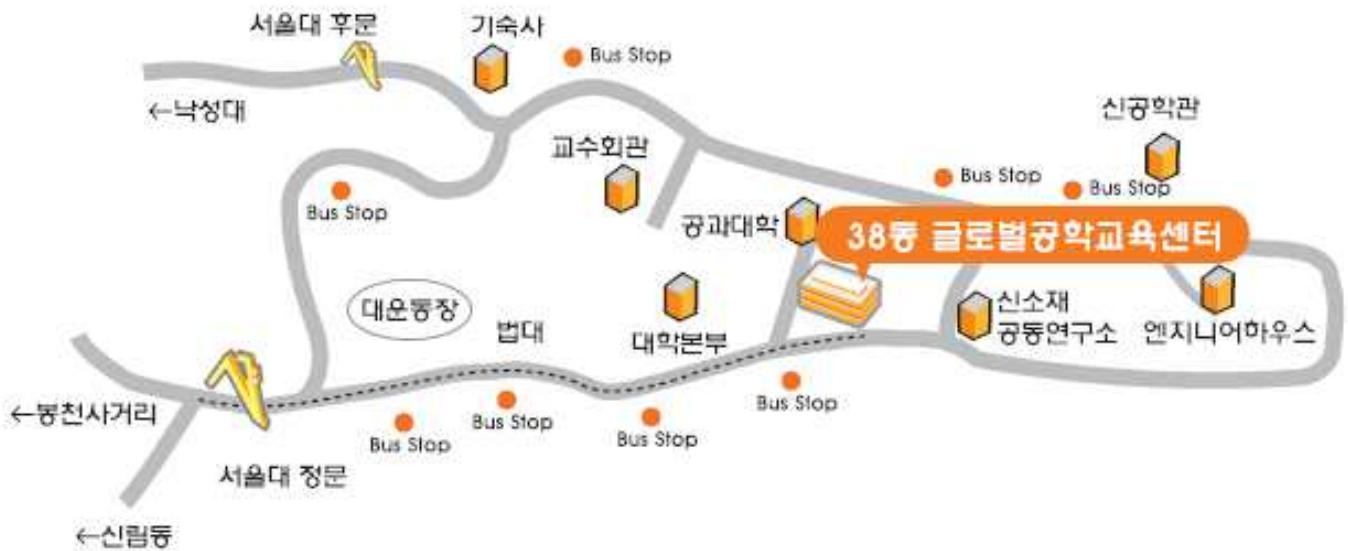 서울대 후문
기숙사
Bus Stop
←낙성대
신공학관
교수회관
Bus Stop
Bus Stop
Bus Stop
공과대학
38동 글로벌공학교육센터
대운동장
법대
대학본부
신소재
공동연구소
엔지니어하우스
←봉천사거리
Bus Stop
Bus Stop
Bus Stop
Bus Stop
서울대 정문
←신림동